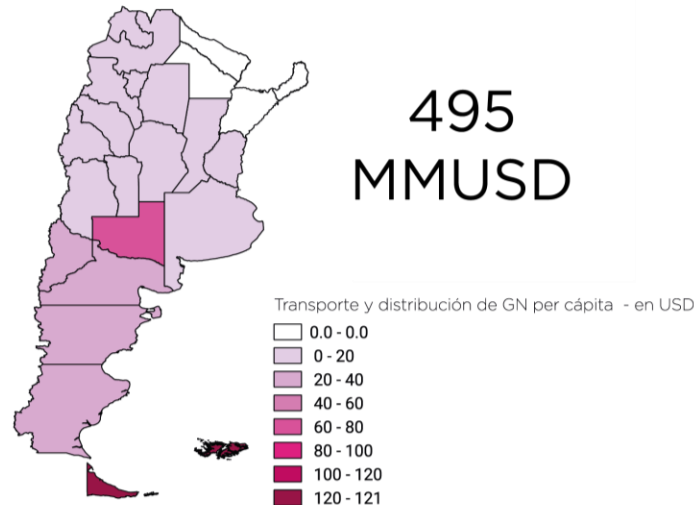 495
MMUSD
Transporte y distribución de GN per cápita - en USD
0.0 - 0.0
0 - 20
20 - 40
40 - 60
60 - 80
80 - 100
100 - 120
120 - 121